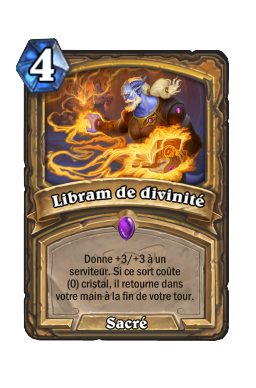 4
Libram de divinité
Donne +3/+3 à un
serviteur. Si ce sort coûte
(0) cristal, il retourne dans
votre main à la fin de votre tour.
Sacré